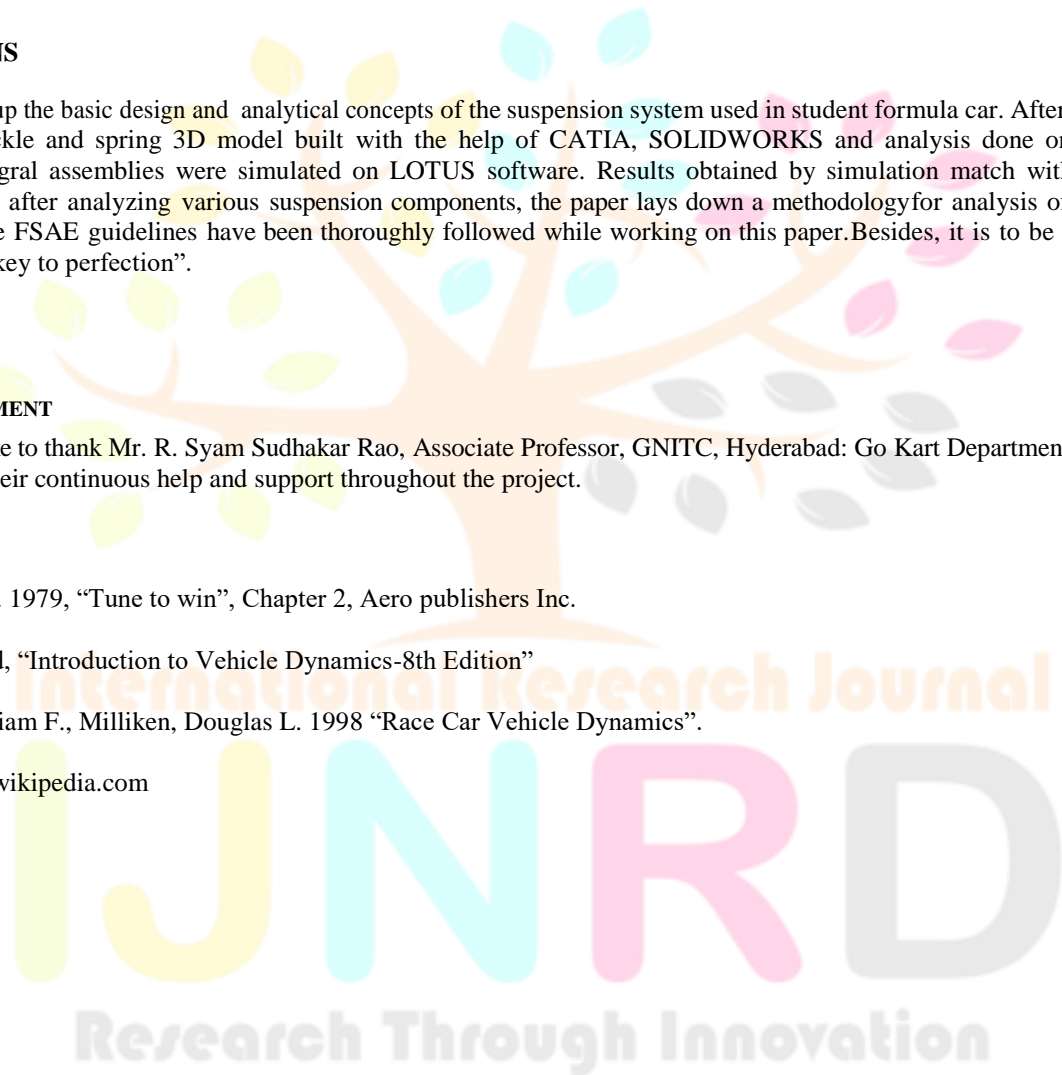 NS
up the basic design and analytical concepts of the suspension system used in student formula car. After
ckle and spring 3D model built with the help of CATIA, SOLIDWORKS and analysis done on
gral assemblies were simulated on LOTUS software. Results obtained by simulation match with
after analyzing various suspension components, the paper lays down a methodologyfor analysis of
e FSAE guidelines have been thoroughly followed while working on this paper.Besides, it is to be
key to perfection”.
MENT
ke to thank Mr. R. Syam Sudhakar Rao, Associate Professor, GNITC, Hyderabad: Go Kart Departmen
eir continuous help and support throughout the project.
. 1979, “Tune to win”, Chapter 2, Aero publishers Inc.
d, “Introduction to Vehicle Dynamics-8th Edition”
International Research Journal
iam F., Milliken, Douglas L. 1998 “Race Car Vehicle Dynamics”.
wikipedia.com
IJNRD
Research Through Innovation